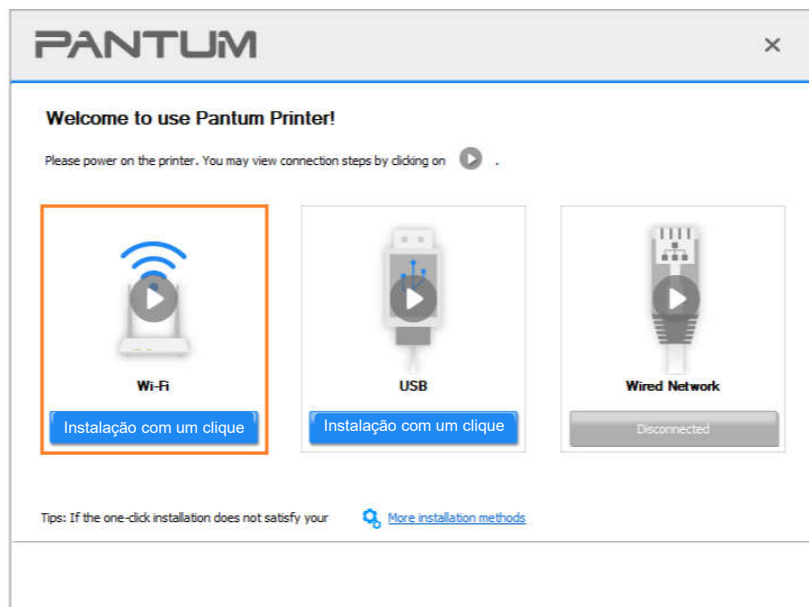 PANTUM
Welcome to use Pantum Printer!
Please power on the printer. You may view connection steps by clicking on .
Wi-Fi
Instalação com um clique
USB
Instalação com um clique
Wired Network
Disconnected
Tips: If the one-click installation does not satisfy your More installation methods